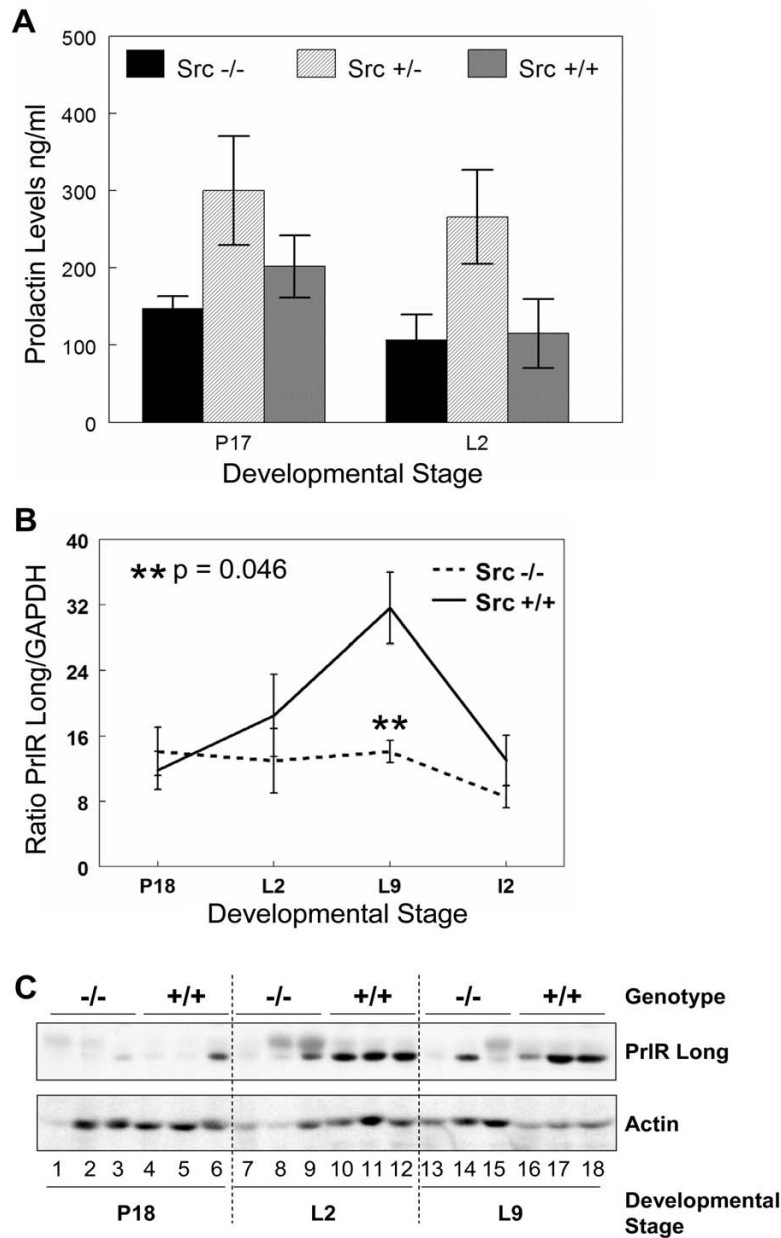 A
500
400
300
200
100
0
Prolactin Levels ng/ml
Src -/- Src +/- Src +/+
P17 L2
Developmental Stage
B
40
32
24
16
8
0
Ratio PrlR Long/GAPDH
** p = 0.046
Src -/-
Src +/+
**
P18 L2 L9 I2
Developmental Stage
C
-/- +/+ -/- +/+ -/- +/+ Genotype
PrlR Long
Actin
1 2 3 4 5 6 7 8 9 10 11 12 13 14 15 16 17 18
P18 L2 L9 Developmental
Stage